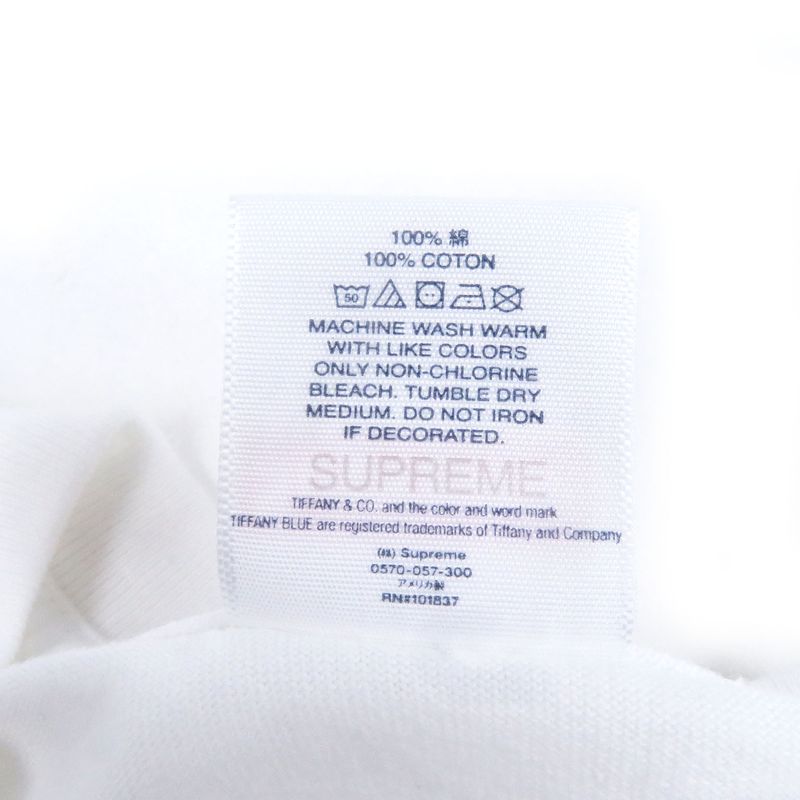 100% 綿
100% COTON
50
MACHINE WASH WARM
WITH LIKE COLORS
ONLY NON-CHLORINE
BLEACH. TUMBLE DRY
MEDIUM. DO NOT IRON
IF DECORATED.
SUPREME
TIFFANY & CO. and the color and word mark
TIFFANY BLUE are registered trademarks of Tiffany and Company
(株) Supreme
0570-057-300
アメリカ製
RN#101837